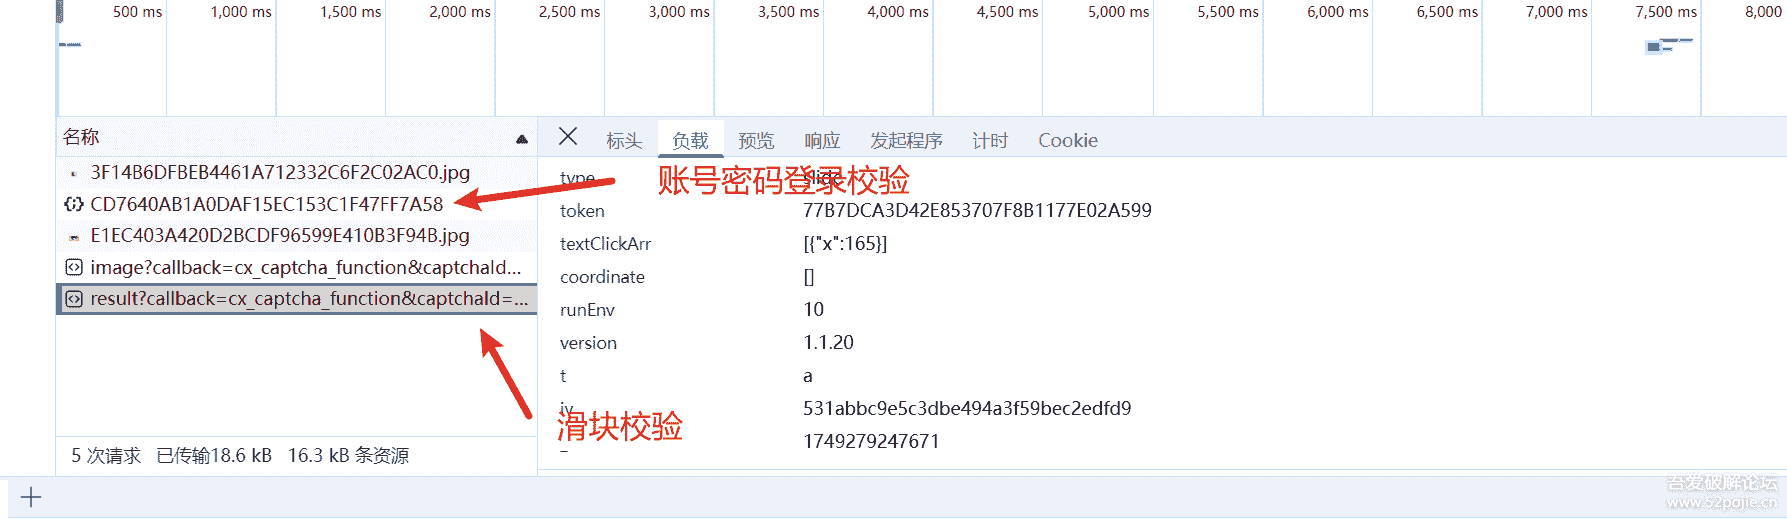 500 ms 1,000 ms 1,500 ms 2,000 ms 2,500 ms 3,000 ms 3,500 ms 4,000 ms 4,500 ms 5,000 ms 5,500 ms 6,000 ms 6,500 ms 7,000 ms 7,500 ms 8,000
名称
标头 负载 预览 响应 发起程序 计时 Cookie
3F14B6DFBEB4461A712332C6F2C02AC0.jpg
CD7640AB1A0DAF15EC153C1F47FF7A58
E1EC403A420D2BCDF96599E410B3F94B.jpg
image?callback=cx_captcha_function&captchaId...
result?callback=cx_captcha_function&captchaId=...
账号密码登录校验
滑块校验
type slide
token 77B7DCA3D42E853707F8B1177E02A599
textClickArr [{"x":165}]
coordinate []
runEnv 10
version 1.1.20
t a
iv 531abbc9e5c3dbe494a3f59bec2edfd9
_ 1749279247671
5 次请求 已传输18.6 kB 16.3 kB 条资源
吾爱破解论坛
www.52pojie.cn